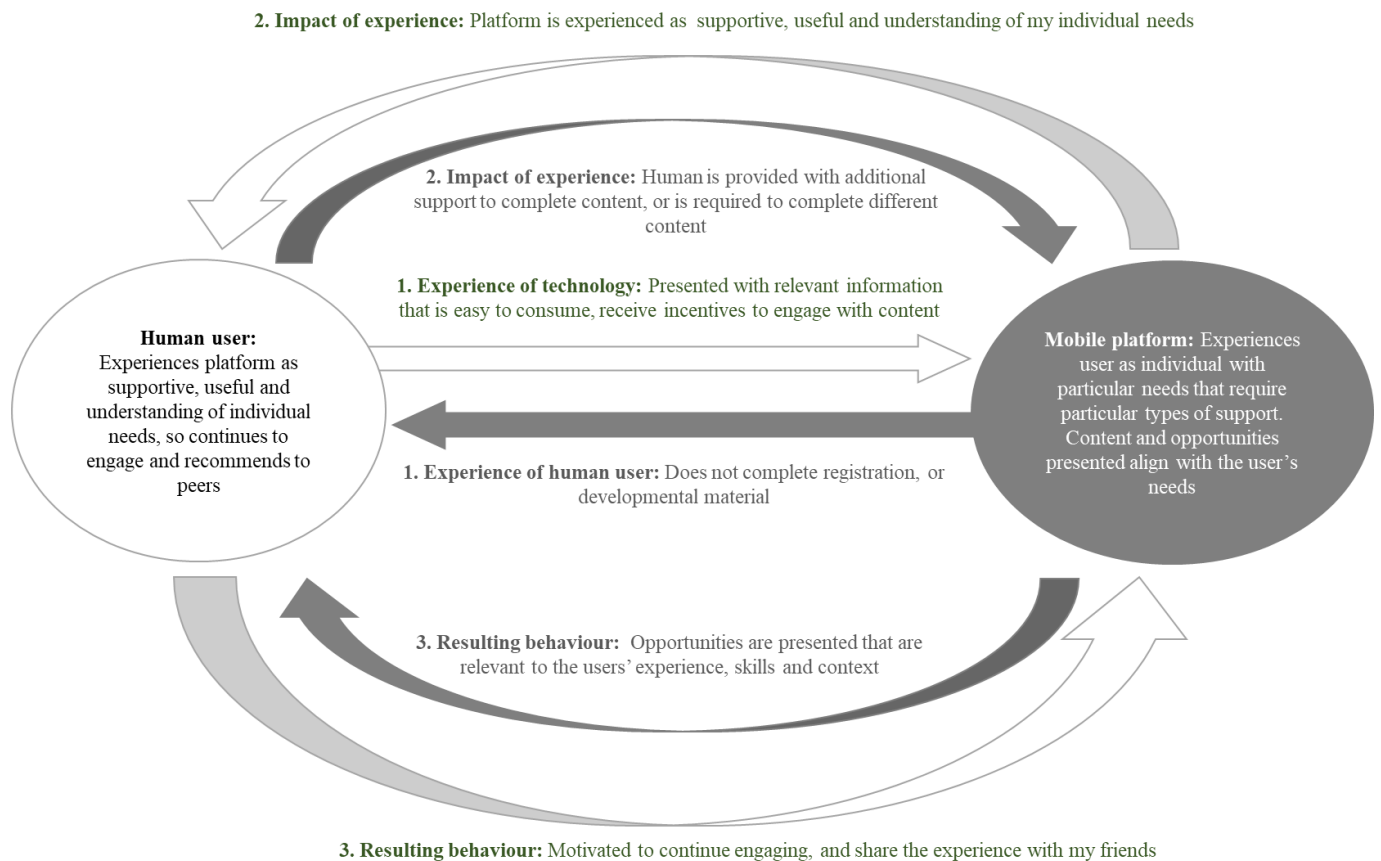 2. Impact of experience: Platform is experienced as supportive, useful and understanding of my individual needs
2. Impact of experience: Human is provided with additional
support to complete content, or is required to complete different
content
1. Experience of technology: Presented with relevant information
that is easy to consume, receive incentives to engage with content
Human user:
Experiences platform as
supportive, useful and
understanding of individual
needs, so continues to
engage and recommends to
peers
Mobile platform: Experiences
user as individual with
particular needs that require
particular types of support.
Content and opportunities
presented align with the user’s
needs
1. Experience of human user: Does not complete registration, or
developmental material
3. Resulting behaviour: Opportunities are presented that are
relevant to the users’ experience, skills and context
3. Resulting behaviour: Motivated to continue engaging, and share the experience with my friends